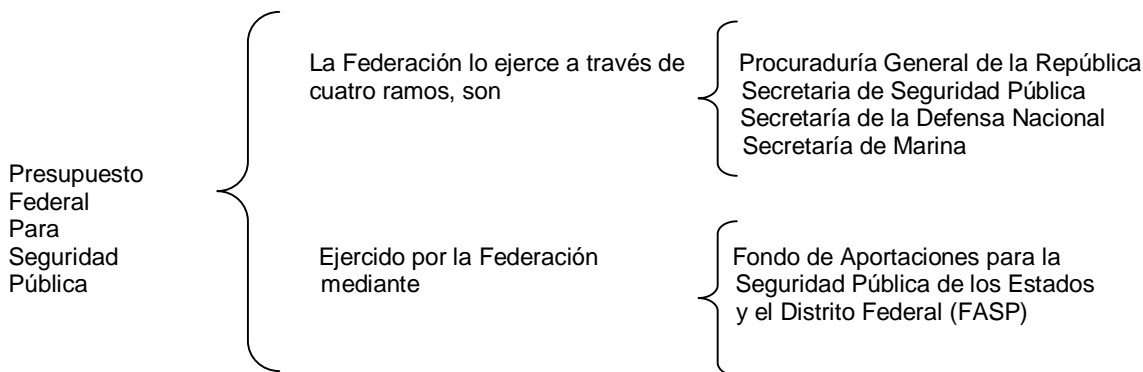 Presupuesto
Federal
Para
Seguridad
Pública
La Federación lo ejerce a través de
cuatro ramos, son
Procuraduría General de la República
Secretaria de Seguridad Pública
Secretaría de la Defensa Nacional
Secretaría de Marina
Ejercido por la Federación
mediante
Fondo de Aportaciones para la
Seguridad Pública de los Estados
y el Distrito Federal (FASP)